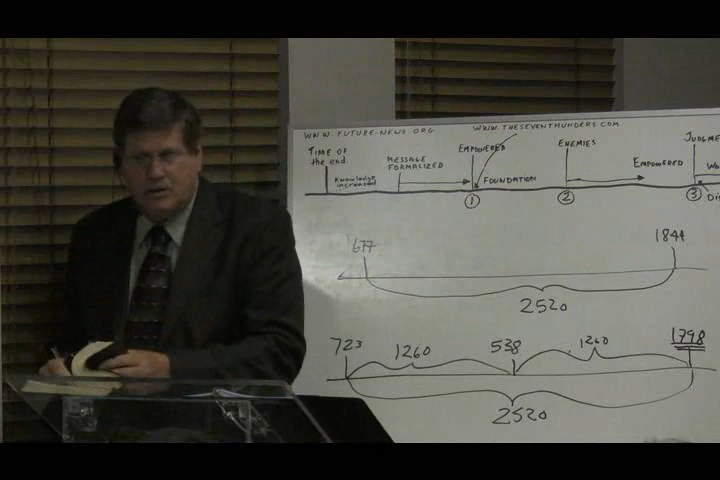 WWW.FUTURE-NEWS.ORG WWW.THESEVENTHUNDERS.COM
TIME OF the end
Knowledge increased
MESSAGE FORMALIZED
EMPOWERED
FOUNDATION
1
ENEMIES
EMPOWERED
2
JUDGME
3
Di
677 1844
2520
723 1260 538 1260 1798
2520